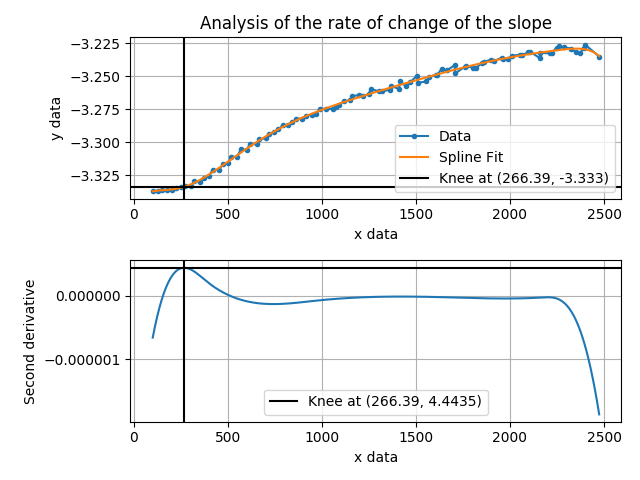 Analysis of the rate of change of the slope
−3.225
−3.250
−3.275
−3.300
−3.325
y data
Data
Spline Fit
Knee at (266.39, -3.333)
0
500
1000
1500
2000
2500
x data
0.000000
−0.000001
Second derivative
Knee at (266.39, 4.4435)
0
500
1000
1500
2000
2500
x data